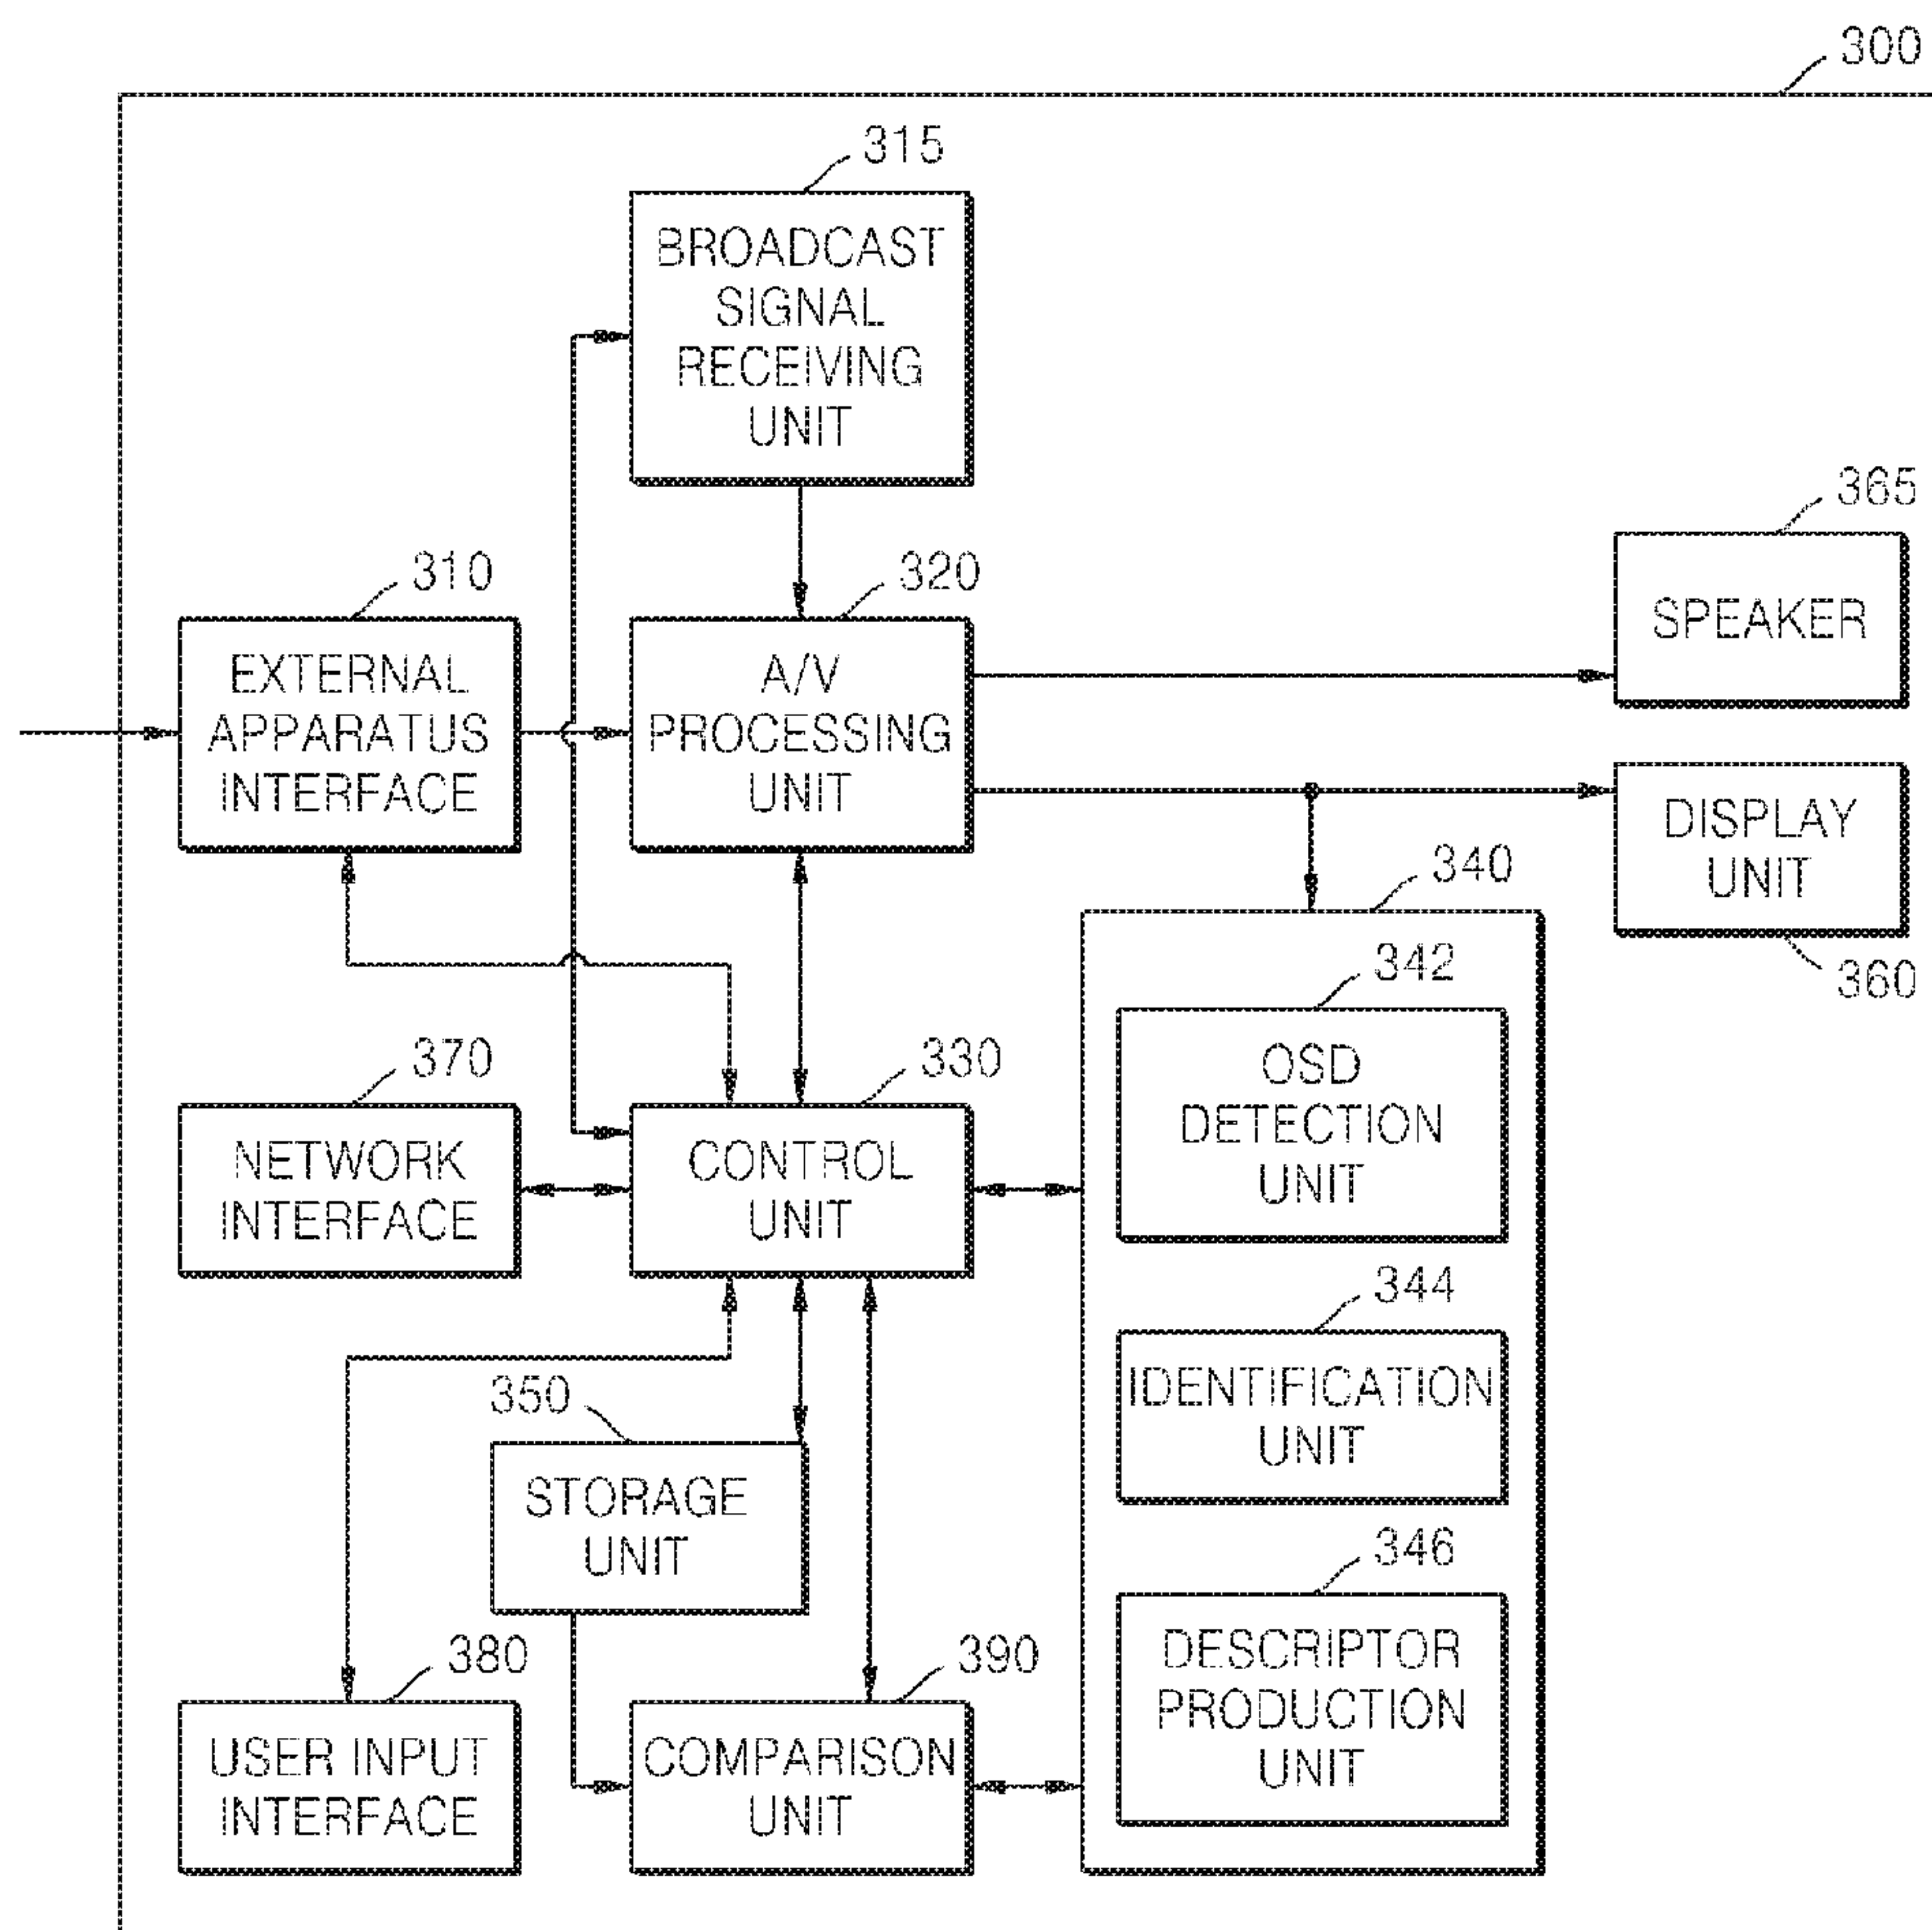 300
315
BROADCAST
SIGNAL
RECEIVING
UNIT
365
SPEAKER
310
EXTERNAL
APPARATUS
INTERFACE
320
A/V
PROCESSING
UNIT
DISPLAY
UNIT
360
340
342
OSD
DETECTION
UNIT
370
NETWORK
INTERFACE
330
CONTROL
UNIT
344
IDENTIFICATION
UNIT
350
STORAGE
UNIT
346
DESCRIPTOR
PRODUCTION
UNIT
380
USER INPUT
INTERFACE
390
COMPARISON
UNIT